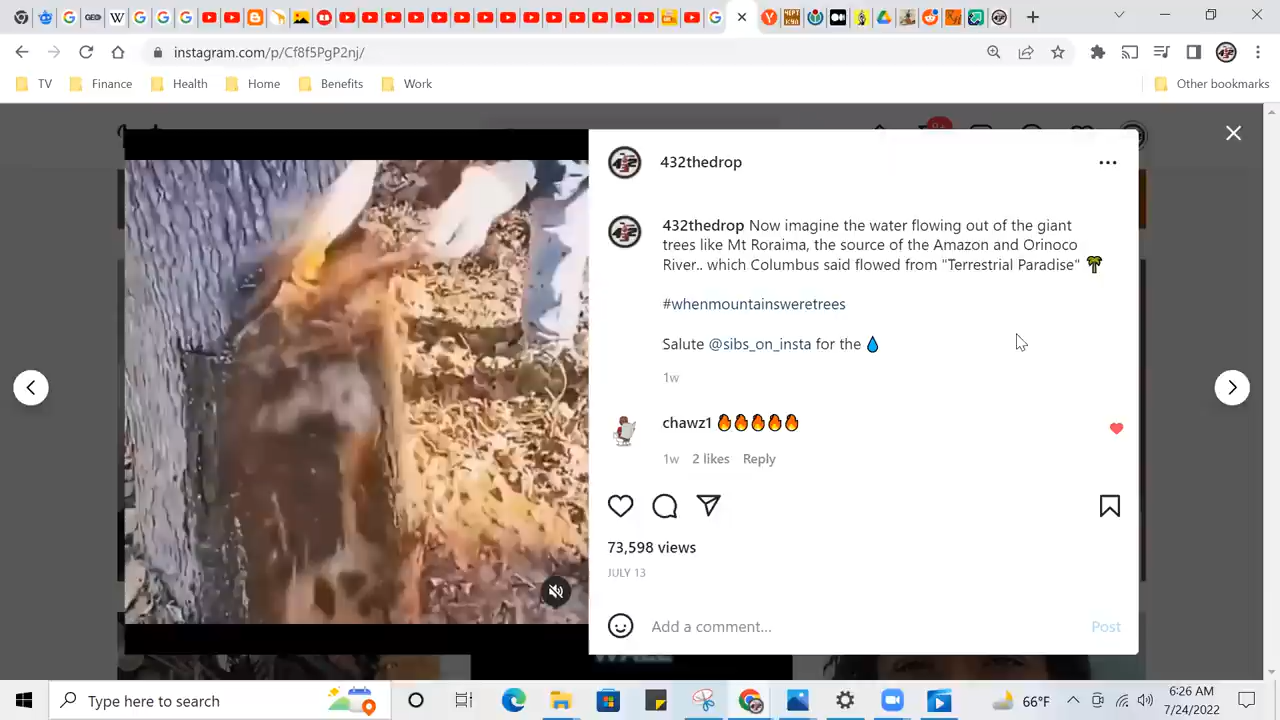 instagram.com/p/Cf8f5PgP2nj/
TV
Finance
Health
Home
Benefits
Work
Other bookmarks
432thedrop
432thedrop Now imagine the water flowing out of the giant
trees like Mt Roraima, the source of the Amazon and Orinoco
River.. which Columbus said flowed from "Terrestrial Paradise" 🌴
#whenmountainsweretrees
Salute @sibs_on_insta for the 💧
1w
chawz1 🔥🔥🔥🔥🔥
1w 2 likes Reply
73,598 views
JULY 13
Add a comment...
Post
Type here to search
66°F
6:26 AM
7/24/2022